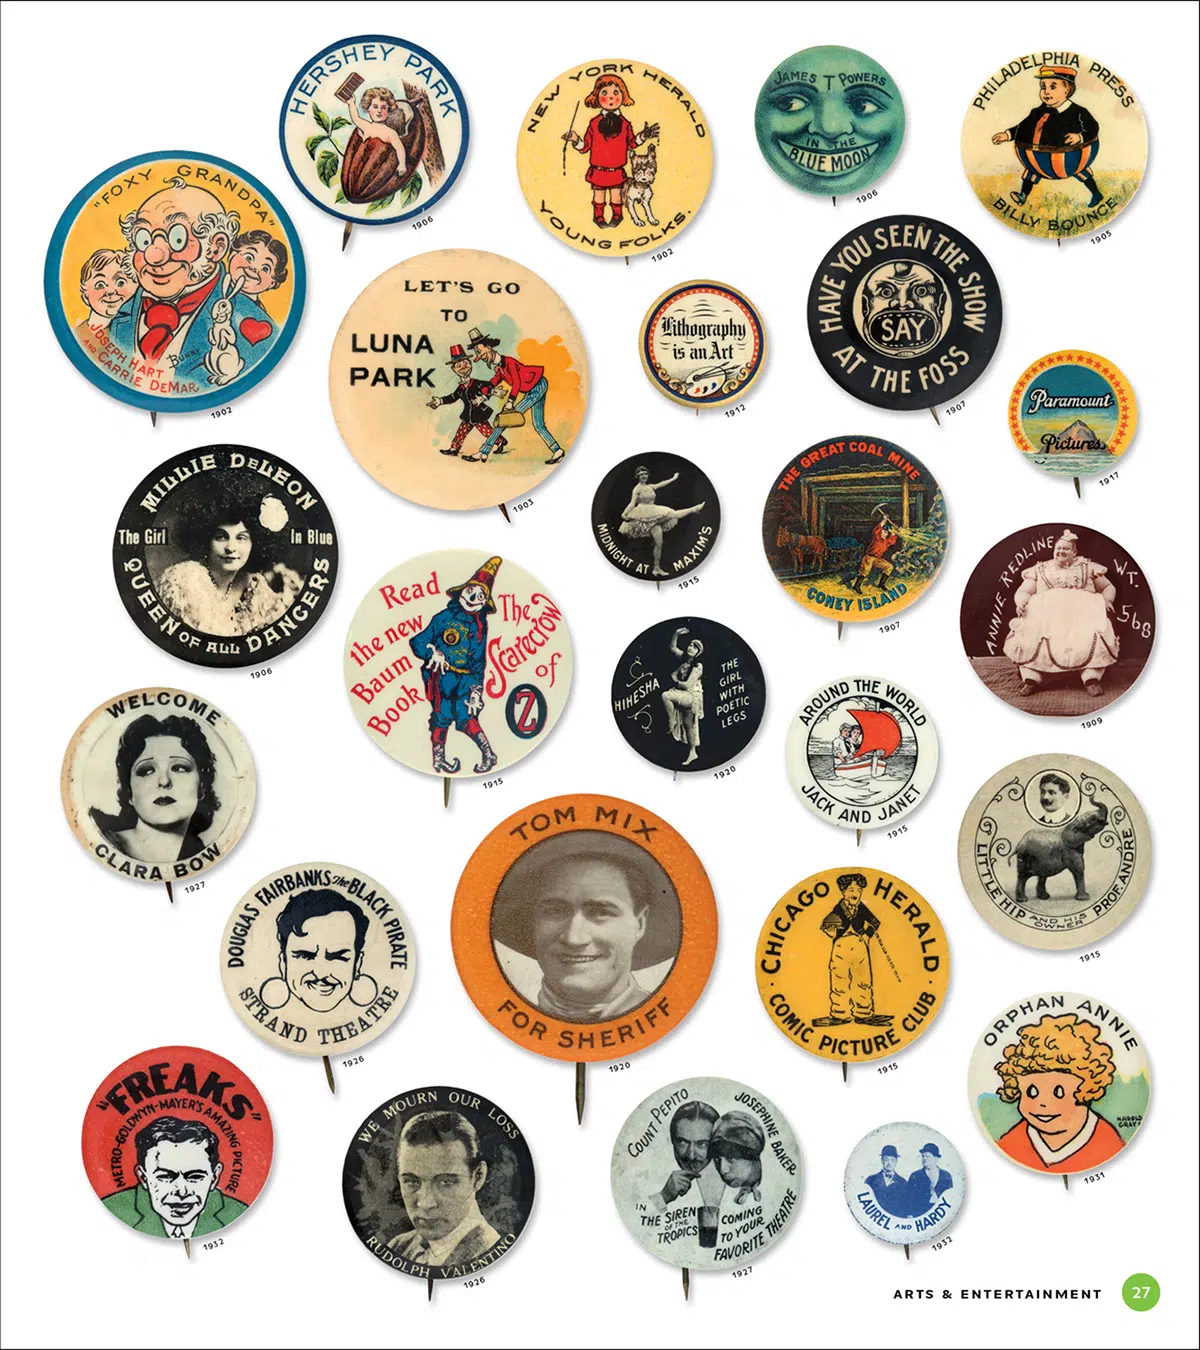 HERSHEY PARK
1906
NEW YORK HERALD
YOUNG FOLKS.
1902
JAMES T POWERS
IN THE
BLUE MOON
1906
PHILADELPHIA PRESS
BILLY BOUNCE
1905
"FOXY GRANDPA"
JOSEPH HART
AND CARRIE DEMAR
BUNNY
1902
LET'S GO
TO
LUNA
PARK
1903
Lithography
is an Art
1912
HAVE YOU SEEN THE SHOW
SAY
AT THE FOSS
1907
Paramount
Pictures
1917
MILLIE DELEON
The Girl In Blue
QUEEN OF ALL DANGERS
1906
Read
the new
Baum
Book
The
Scarecrow
of
OZ
1915
MIDNIGHT AT MAXIM'S
1915
THE GREAT COAL MINE
CONEY ISLAND
1907
ANNIE REDLINE
WT.
568
1909
HIHESHA
THE
GIRL
WITH
POETIC
LEGS
1920
WELCOME
CLARA BOW
1927
AROUND THE WORLD
JACK AND JANET
1915
LITTLE HIP AND HIS
OWNER PROF. ANDRE
1915
DOUGLAS FAIRBANKS The BLACK PIRATE
STRAND THEATRE
1926
TOM MIX
FOR SHERIFF
1920
CHICAGO HERALD
COMIC PICTURE CLUB
1915
ORPHAN ANNIE
HAROLD
GRAY
1931
"FREAKS"
METRO-GOLDWYN-MAYER'S AMAZING PICTURE
1932
WE MOURN OUR LOSS
RUDOLPH VALENTINO
1926
COUNT PEPITO
JOSEPHINE BAKER
IN
THE SIREN
OF THE
TROPICS
COMING
TO YOUR
FAVORITE THEATRE
1927
LAUREL AND HARDY
1932
ARTS & ENTERTAINMENT 27